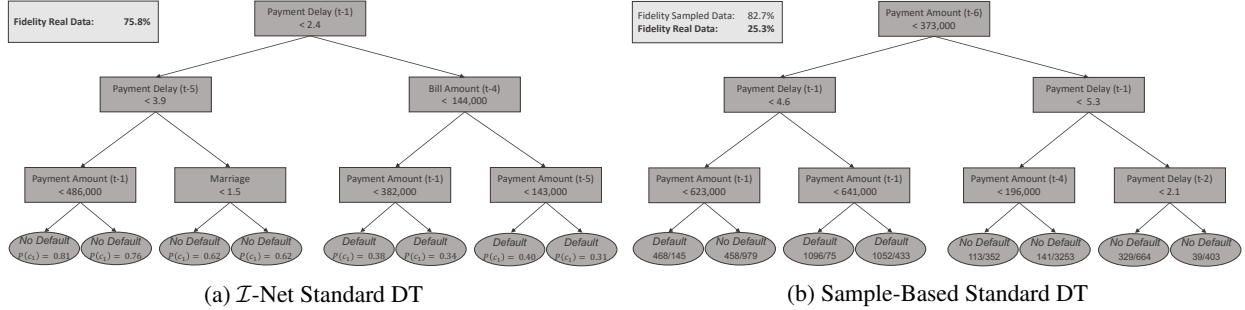 Fidelity Real Data: 75.8%
Payment Delay (t-1)
< 2.4
Payment Delay (t-5)
< 3.9
Bill Amount (t-4)
< 144,000
Payment Amount (t-1)
< 486,000
Marriage
< 1.5
Payment Amount (t-1)
< 382,000
Payment Amount (t-5)
< 143,000
No Default
P(c₁) = 0.81
No Default
P(c₁) = 0.76
No Default
P(c₁) = 0.62
No Default
P(c₁) = 0.62
Default
P(c₁) = 0.38
Default
P(c₁) = 0.34
Default
P(c₁) = 0.40
Default
P(c₁) = 0.31
(a) ℐ-Net Standard DT
Fidelity Sampled Data: 82.7%
Fidelity Real Data: 25.3%
Payment Amount (t-6)
< 373,000
Payment Delay (t-1)
< 4.6
Payment Delay (t-1)
< 5.3
Payment Amount (t-1)
< 623,000
Payment Amount (t-1)
< 641,000
Payment Amount (t-4)
< 196,000
Payment Delay (t-2)
< 2.1
Default
468/145
No Default
458/979
Default
1096/75
Default
1052/433
No Default
113/352
No Default
141/3253
No Default
329/664
No Default
39/403
(b) Sample-Based Standard DT